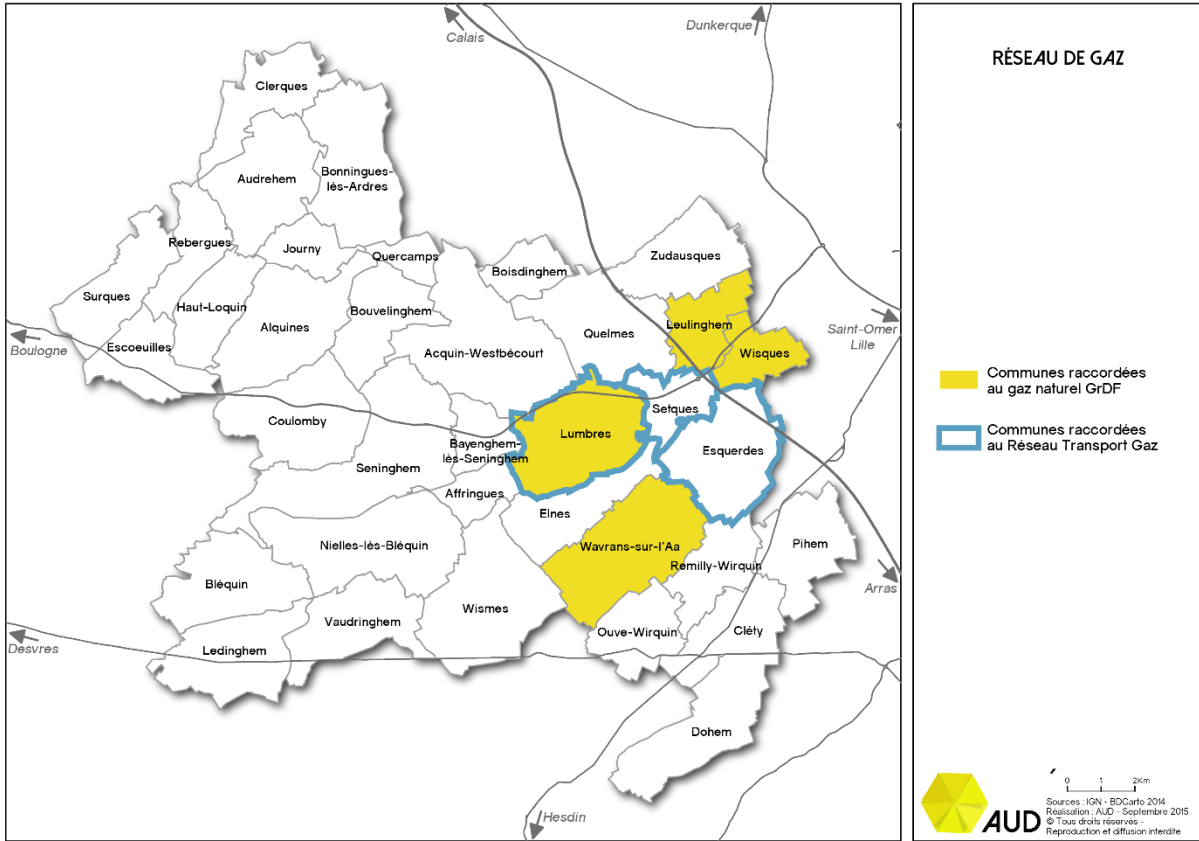 Dunkerque
Calais
RÉSEAU DE GAZ
Clerques
Audrehem
Bonningues-
lès-Ardres
Rebergues
Journy
Quercamps
Boisdinghem
Zudausques
Surques
Haut-Loquin
Alquines
Bouvelinghem
Leulinghem
Saint-Omer
Lille
Boulogne
Escoeuilles
Acquin-Westbécourt
Quelmes
Wisques
Communes raccordées
au gaz naturel GrDF
Coulomby
Setques
Lumbres
Bayenghem-
lès-Seninghem
Esquerdes
Communes raccordées
au Réseau Transport Gaz
Seninghem
Affringues
Elnes
Nielles-lès-Bléquin
Wavrans-sur-l'Aa
Pihem
Remilly-Wirquin
Bléquin
Arras
Wismes
Vaudringhem
Ouve-Wirquin
Cléty
Desvres
Ledinghem
Dohem
Hesdin
0 1 2Km
AUD
Sources : IGN - BDCarto 2014
Réalisation : AUD - Septembre 2015
© Tous droits réservés -
Reproduction et diffusion interdite